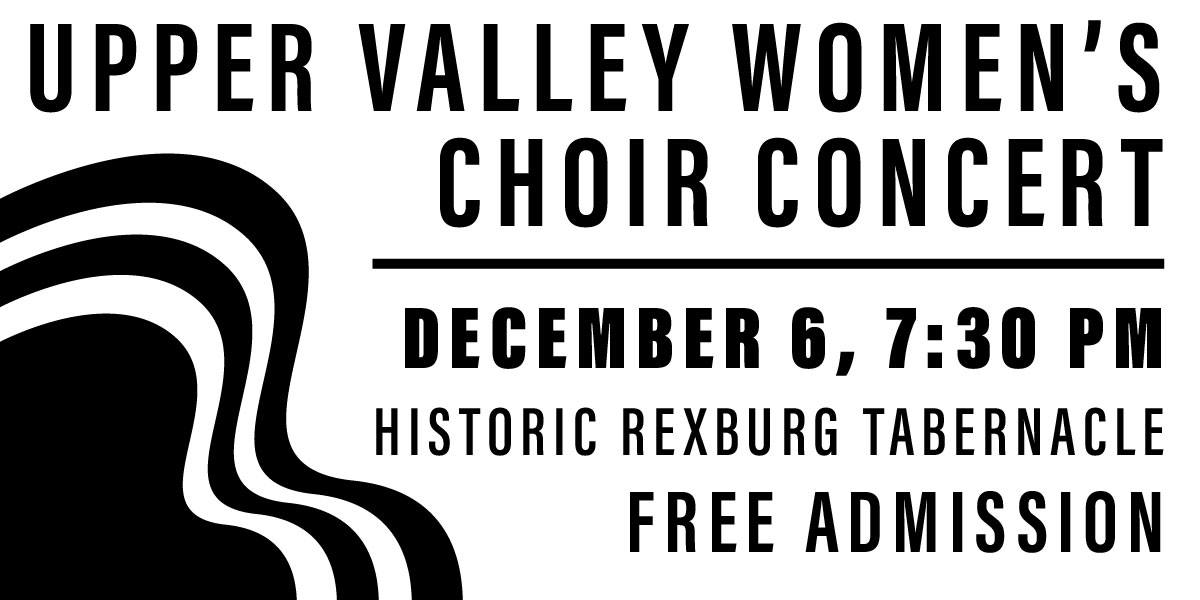 UPPER VALLEY WOMEN'S
CHOIR CONCERT
DECEMBER 6, 7:30 PM
HISTORIC REXBURG TABERNACLE
FREE ADMISSION